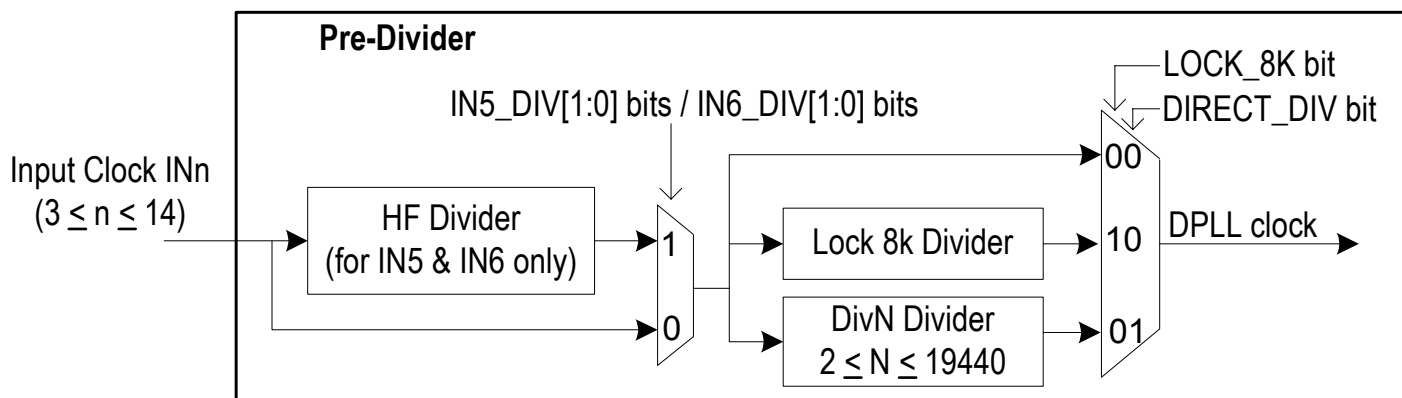 Pre-Divider
LOCK_8K bit
DIRECT_DIV bit
IN5_DIV[1:0] bits / IN6_DIV[1:0] bits
Input Clock INn
(3 ≤ n ≤ 14)
HF Divider
(for IN5 & IN6 only)
1
0
Lock 8k Divider
DivN Divider
2 ≤ N ≤ 19440
00
10
01
DPLL clock